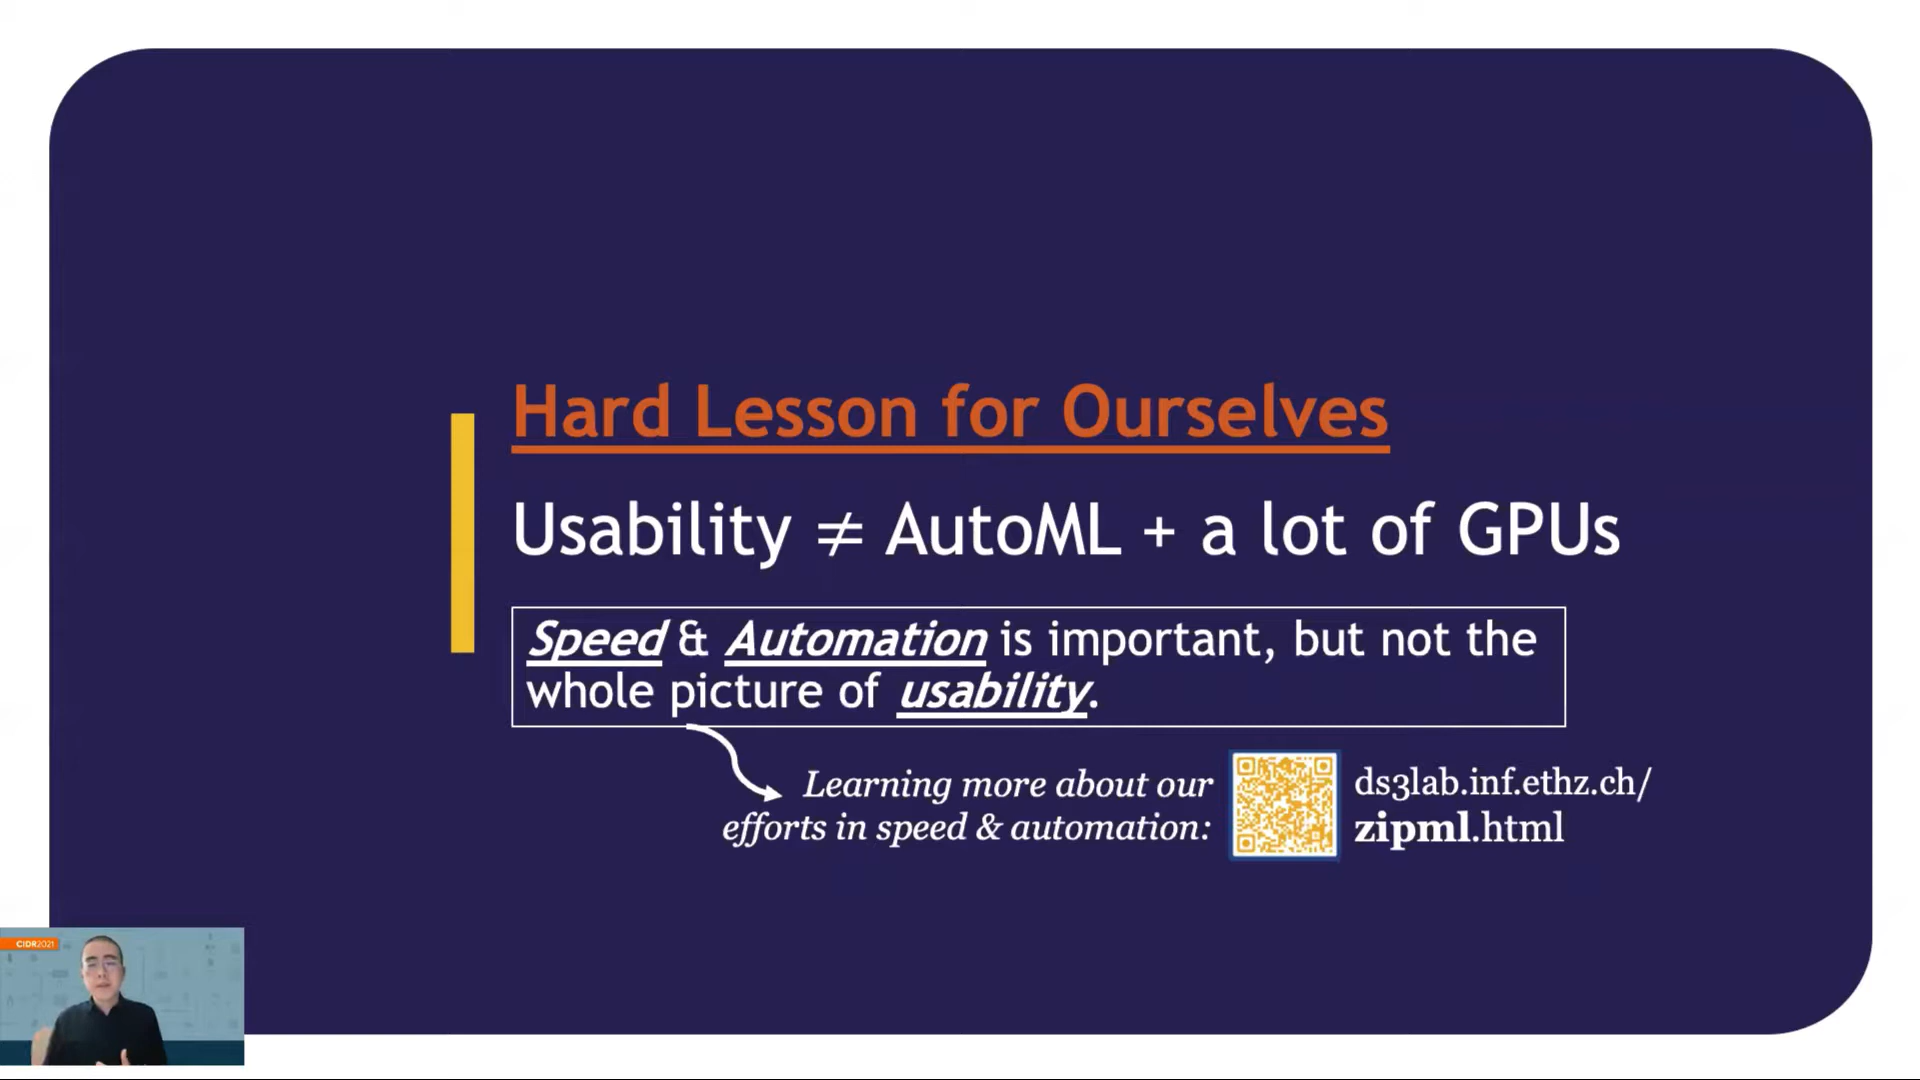 Hard Lesson for Ourselves
Usability ≠ AutoML + a lot of GPUs
Speed & Automation is important, but not the
whole picture of usability.
Learning more about our
efforts in speed & automation:
ds3lab.inf.ethz.ch/
zipml.html
CIDR2021